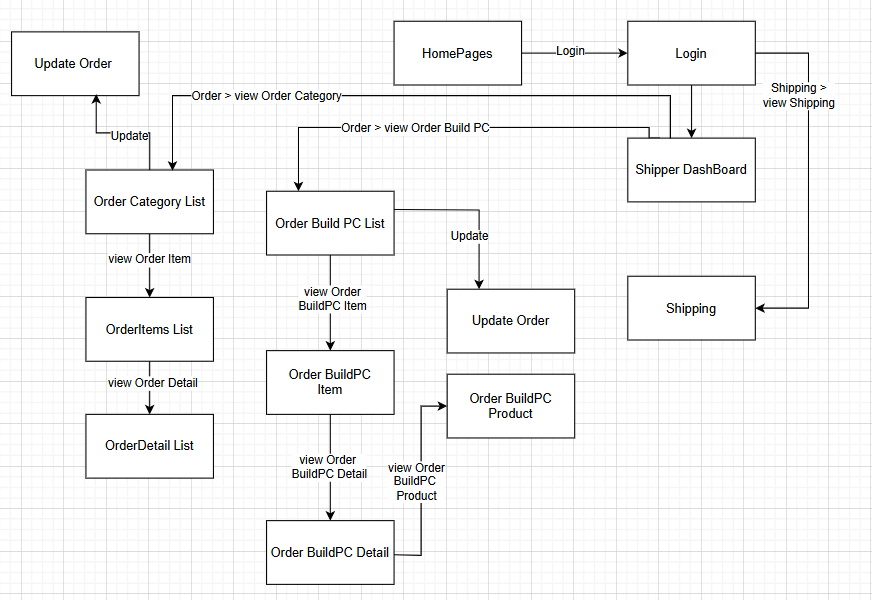 HomePages
Login
Login
Update Order
Shipping >
view Shipping
Order > view Order Category
Order > view Order Build PC
Update
Shipper DashBoard
Order Category List
Order Build PC List
Update
view Order Item
view Order
BuildPC Item
OrderItems List
Update Order
Shipping
view Order Detail
Order BuildPC
Item
Order BuildPC
Product
OrderDetail List
view Order
BuildPC Detail
view Order
BuildPC
Product
Order BuildPC Detail